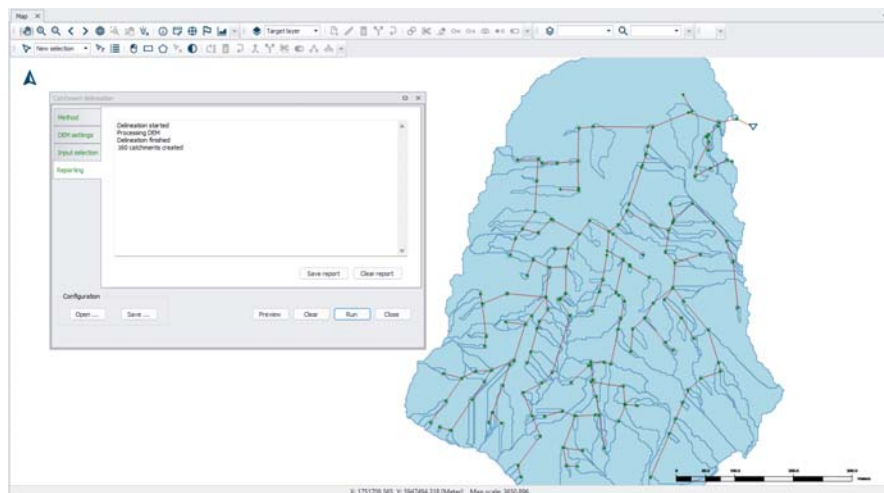 Map
Target layer
New selection
Catchment delineation
Method
DEM settings
Input selection
Reporting
Delineation started
Processing DEM
Delineation finished
160 catchments created
Save report
Clear report
Configuration
Open ...
Save ...
Preview
Clear
Run
Close